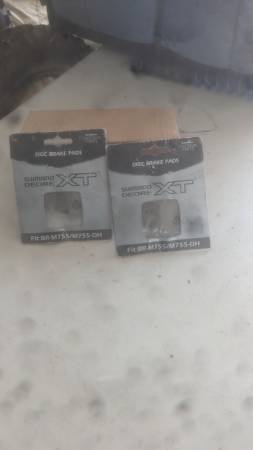 DISC BRAKE PADS
SHIMANO
DEORE XT
Fit:BR-M755/M755-DH
DISC BRAKE PADS
SHIMANO
DEORE XT
Fit:BR-M755/M755-DH